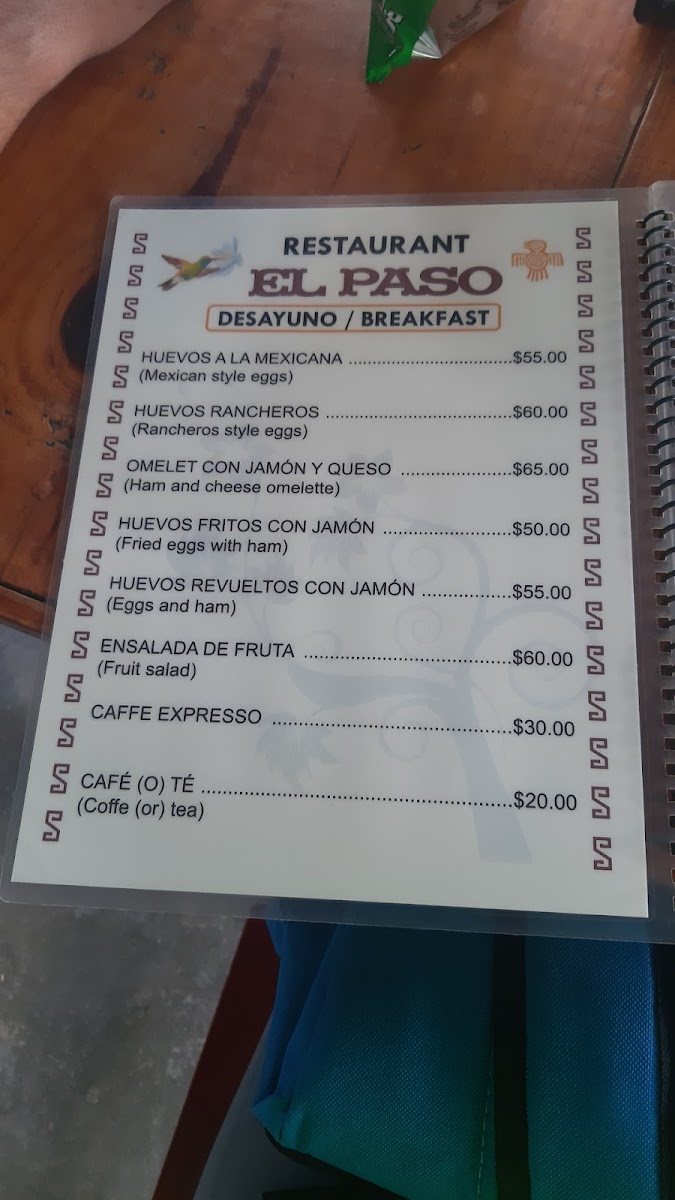 RESTAURANT
EL PASO
DESAYUNO / BREAKFAST
HUEVOS A LA MEXICANA ..................................$55.00
(Mexican style eggs)
HUEVOS RANCHEROS .......................................$60.00
(Rancheros style eggs)
OMELET CON JAMÓN Y QUESO .......................$65.00
(Ham and cheese omelette)
HUEVOS FRITOS CON JAMÓN ..........................$50.00
(Fried eggs with ham)
HUEVOS REVUELTOS CON JAMÓN ..................$55.00
(Eggs and ham)
ENSALADA DE FRUTA .......................................$60.00
(Fruit salad)
CAFFE EXPRESSO ............................................$30.00
CAFÉ (O) TÉ .....................................................$20.00
(Coffe (or) tea)